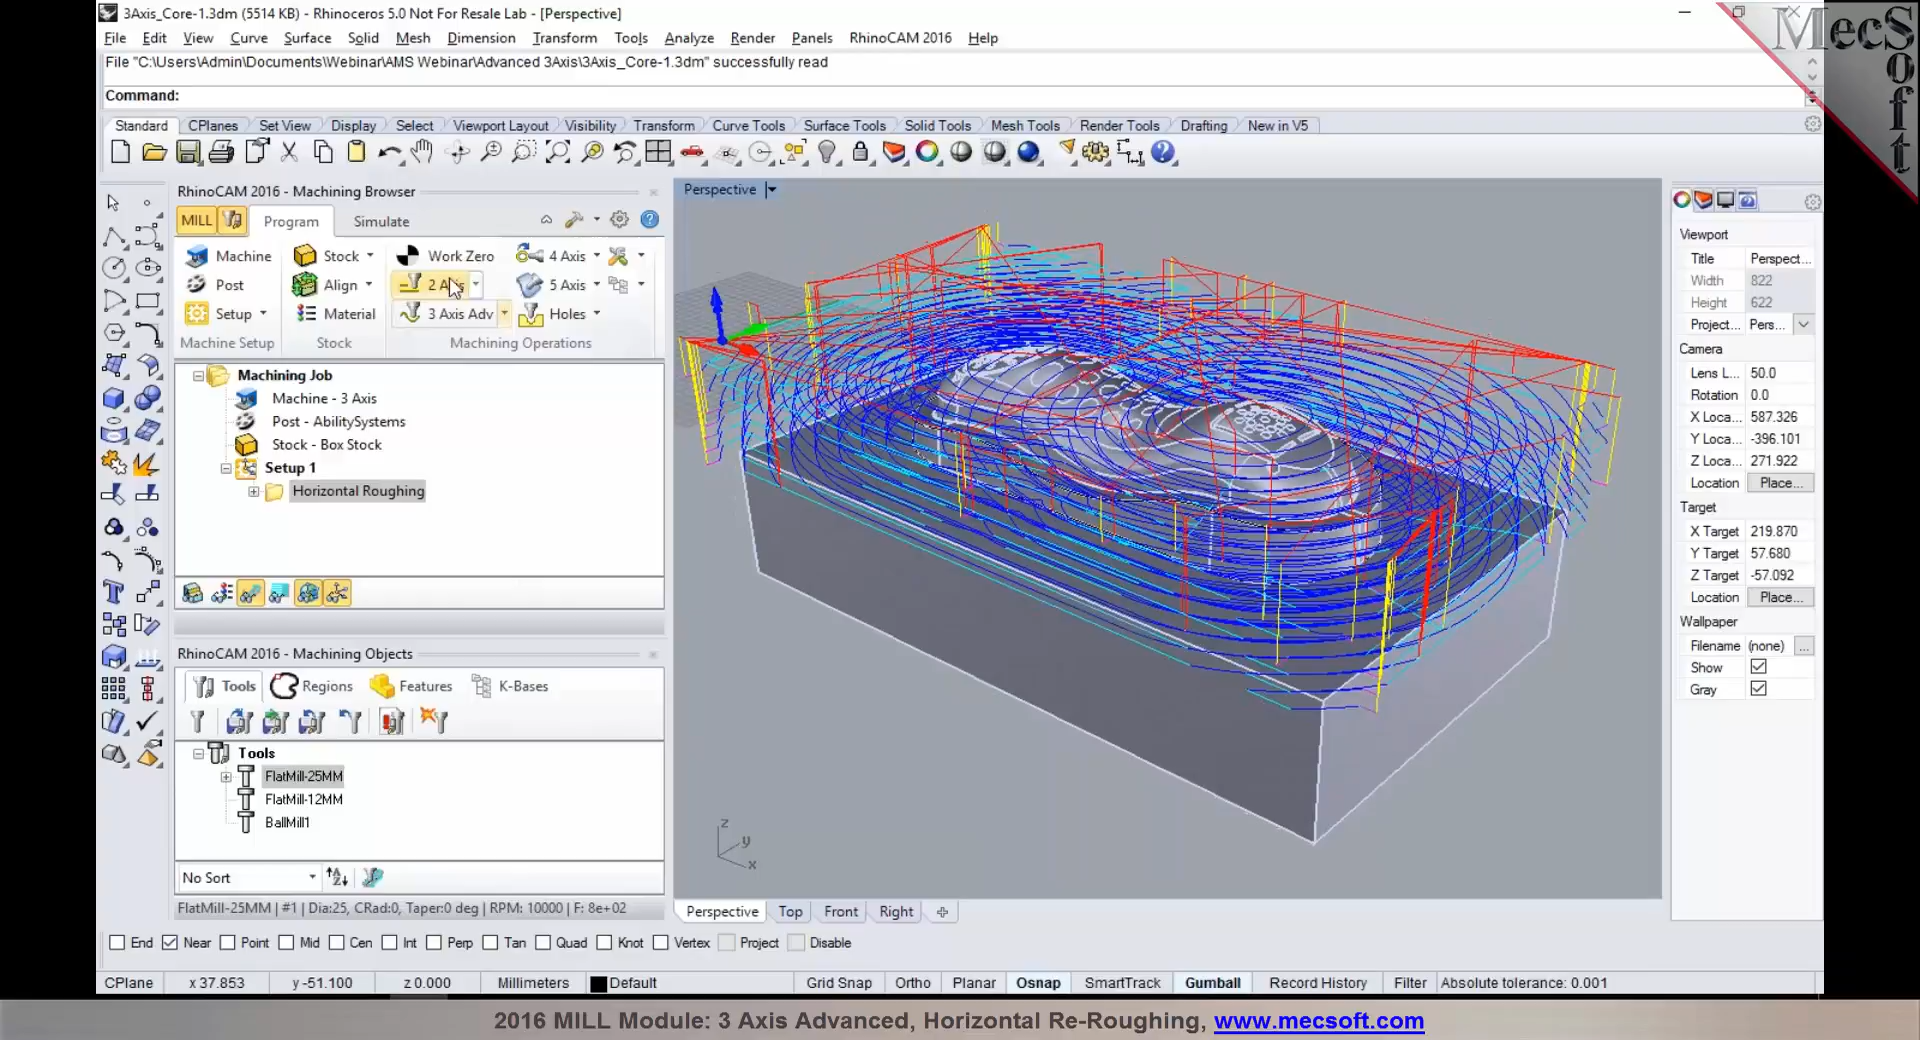 3Axis_Core-1.3dm (5514 KB) - Rhinoceros 5.0 Not For Resale Lab - [Perspective]
MecSoft
File Edit View Curve Surface Solid Mesh Dimension Transform Tools Analyze Render Panels RhinoCAM 2016 Help
File "C:\Users\Admin\Documents\Webinar\AMS Webinar\Advanced 3Axis\3Axis_Core-1.3dm" successfully read
Command:
Standard CPlanes Set View Display Select Viewport Layout Visibility Transform Curve Tools Surface Tools Solid Tools Mesh Tools Render Tools Drafting New in V5
RhinoCAM 2016 - Machining Browser
MILL Program Simulate
Machine Stock Work Zero 4 Axis
Post Align 5 Axis
Setup Material 3 Axis Adv Holes
Machine Setup Stock Machining Operations
Machining Job
Machine - 3 Axis
Post - AbilitySystems
Stock - Box Stock
Setup 1
Horizontal Roughing
RhinoCAM 2016 - Machining Objects
Tools Regions Features K-Bases
Tools
FlatMill-25MM
FlatMill-12MM
BallMill1
No Sort
FlatMill-25MM | #1 | Dia:25, CRad:0, Taper:0 deg | RPM: 10000 | F: 8e+02
Perspective
z
y
x
Perspective Top Front Right
Viewport
Title Perspect...
Width 822
Height 622
Project... Pers...
Camera
Lens L... 50.0
Rotation 0.0
X Loca... 587.326
Y Loca... -396.101
Z Loca... 271.922
Location Place...
Target
X Target 219.870
Y Target 57.680
Z Target -57.092
Location Place...
Wallpaper
Filename (none) ...
Show
Gray
End Near Point Mid Cen Int Perp Tan Quad Knot Vertex Project Disable
CPlane x 37.853 y -51.100 z 0.000 Millimeters Default Grid Snap Ortho Planar Osnap SmartTrack Gumball Record History Filter Absolute tolerance: 0.001
2016 MILL Module: 3 Axis Advanced, Horizontal Re-Roughing, www.mecsoft.com